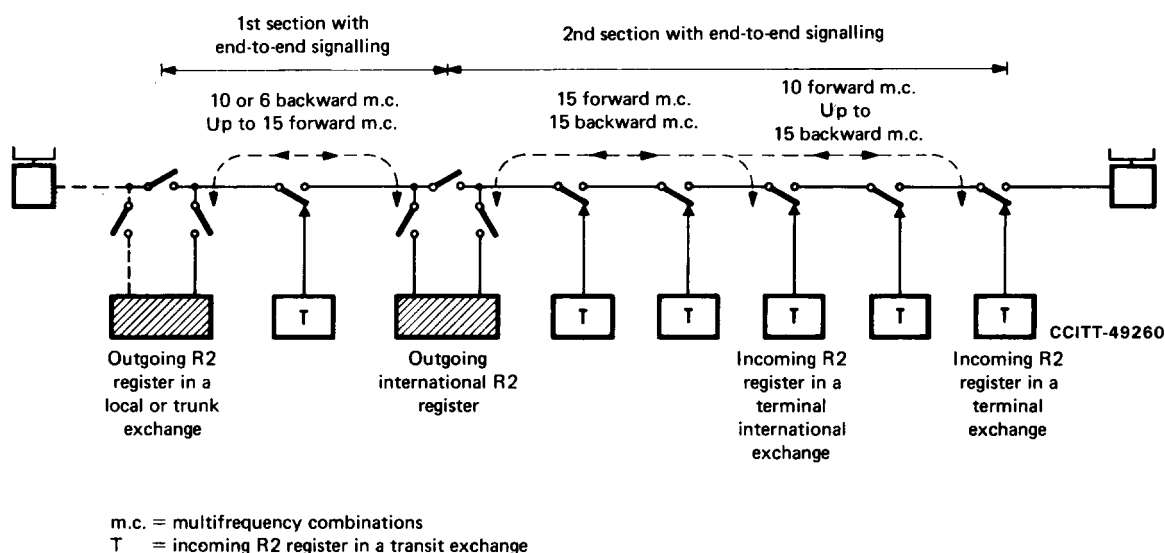 1st section with
end-to-end signalling
2nd section with end-to-end signalling
10 or 6 backward m.c.
Up to 15 forward m.c.
15 forward m.c.
15 backward m.c.
10 forward m.c.
Up to
15 backward m.c.
T
T
T
T
T
T
CCITT-49260
Outgoing R2
register in a
local or trunk
exchange
Outgoing
international R2
register
Incoming R2
register in a
terminal
international
exchange
Incoming R2
register in a
terminal
exchange
m.c. = multifrequency combinations
T = incoming R2 register in a transit exchange